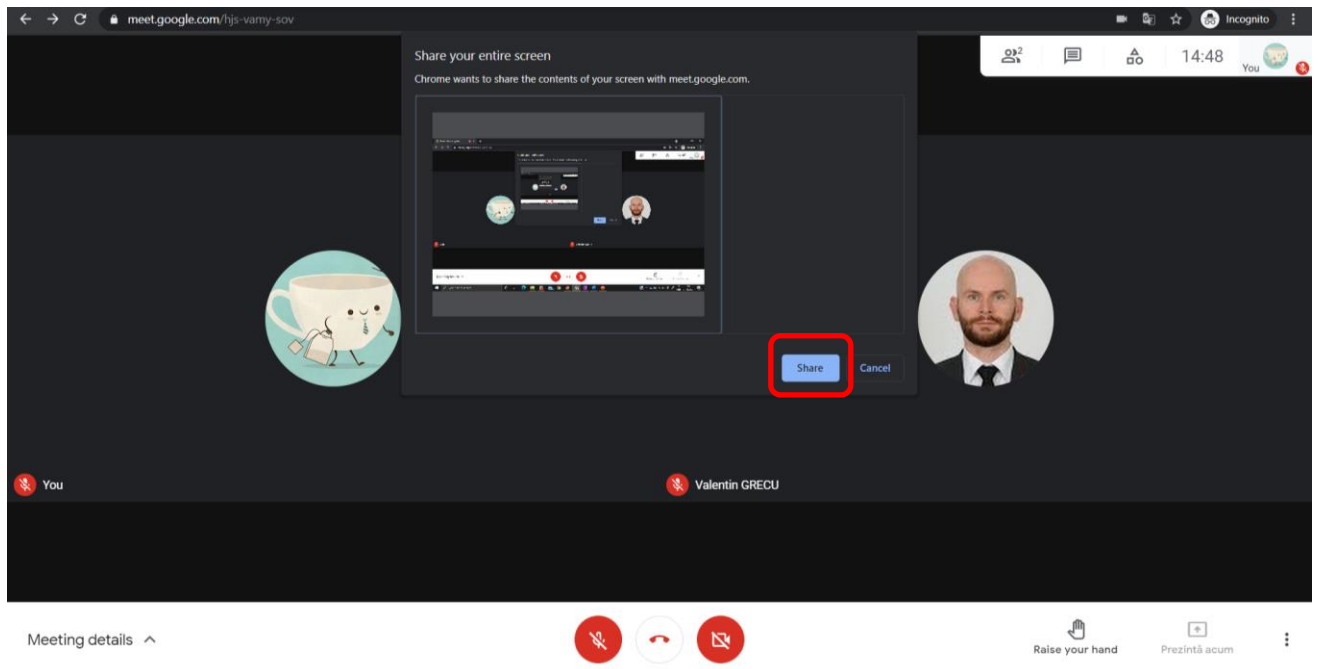 meet.google.com/hjs-vamy-sov
Incognito
Share your entire screen
Chrome wants to share the contents of your screen with meet.google.com.
2
14:48
You
Share
Cancel
You
Valentin GRECU
Meeting details
Raise your hand
Prezintă acum